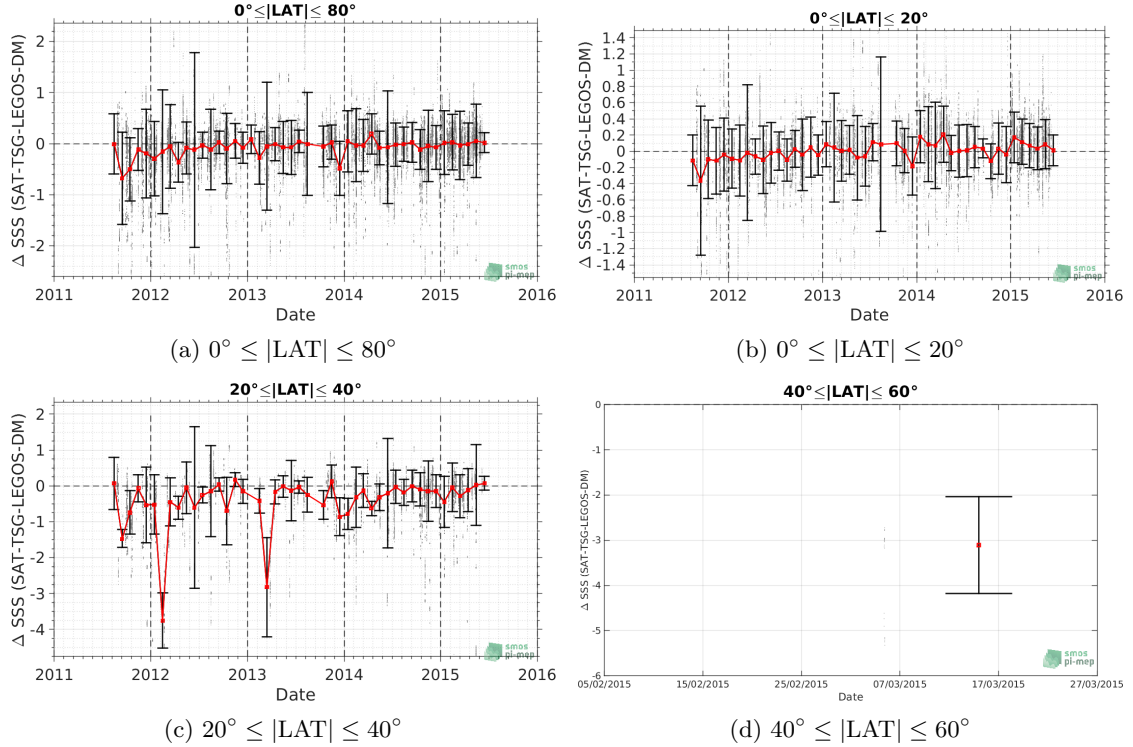 0°≤|LAT|≤ 80°
Δ SSS (SAT-TSG-LEGOS-DM)
2
1
0
-1
-2
smos
pi-mep
2011 2012 2013 2014 2015 2016
Date
(a) 0° ≤ |LAT| ≤ 80°
0°≤|LAT|≤ 20°
Δ SSS (SAT-TSG-LEGOS-DM)
1.4
1.2
1
0.8
0.6
0.4
0.2
0
-0.2
-0.4
-0.6
-0.8
-1
-1.2
-1.4
smos
pi-mep
2011 2012 2013 2014 2015 2016
Date
(b) 0° ≤ |LAT| ≤ 20°
20°≤|LAT|≤ 40°
Δ SSS (SAT-TSG-LEGOS-DM)
2
1
0
-1
-2
-3
-4
smos
pi-mep
2011 2012 2013 2014 2015 2016
Date
(c) 20° ≤ |LAT| ≤ 40°
40°≤|LAT|≤ 60°
Δ SSS (SAT-TSG-LEGOS-DM)
0
-1
-2
-3
-4
-5
-6
smos
pi-mep
05/02/2015 15/02/2015 25/02/2015 07/03/2015 17/03/2015 27/03/2015
Date
(d) 40° ≤ |LAT| ≤ 60°